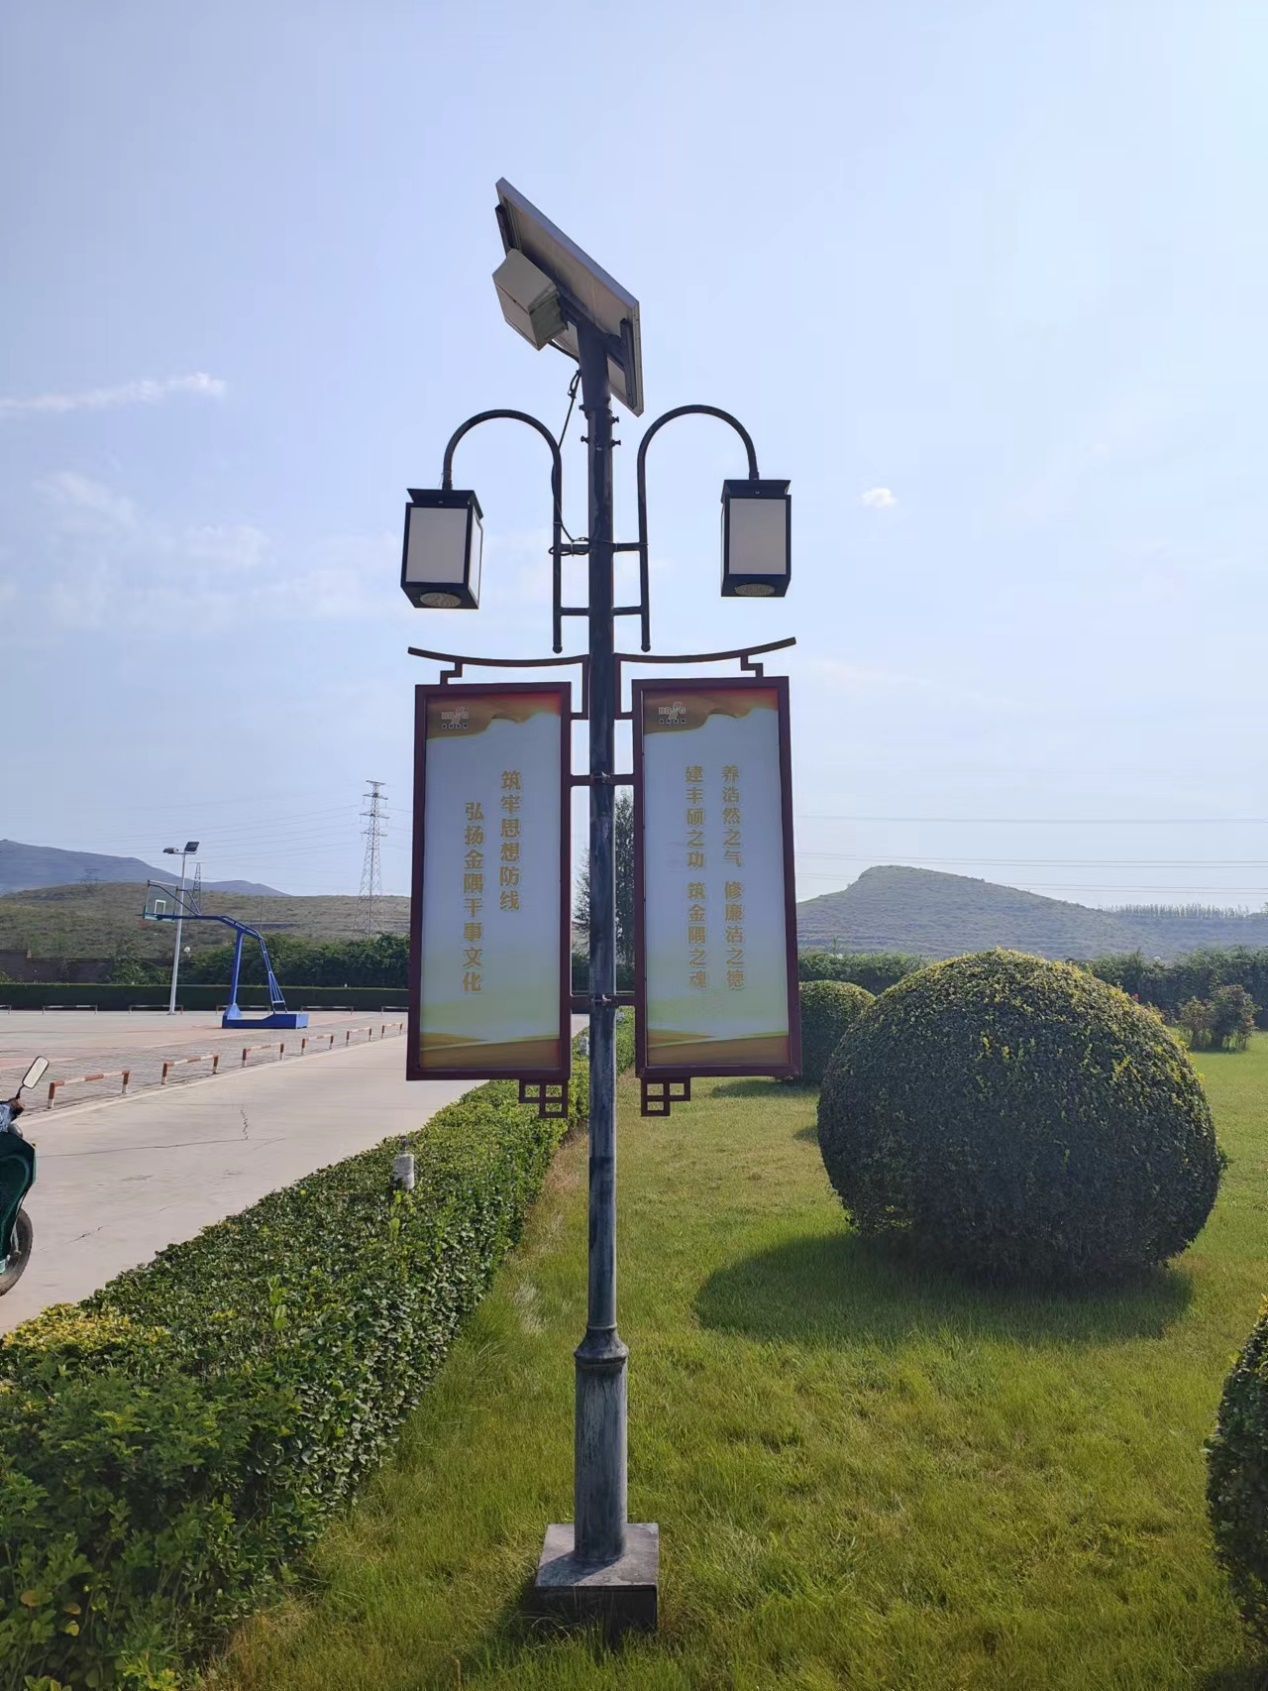 筑牢思想防线
弘扬金隅干事文化
养浩然之气 修廉洁之德
建丰硕之功 筑金隅之魂